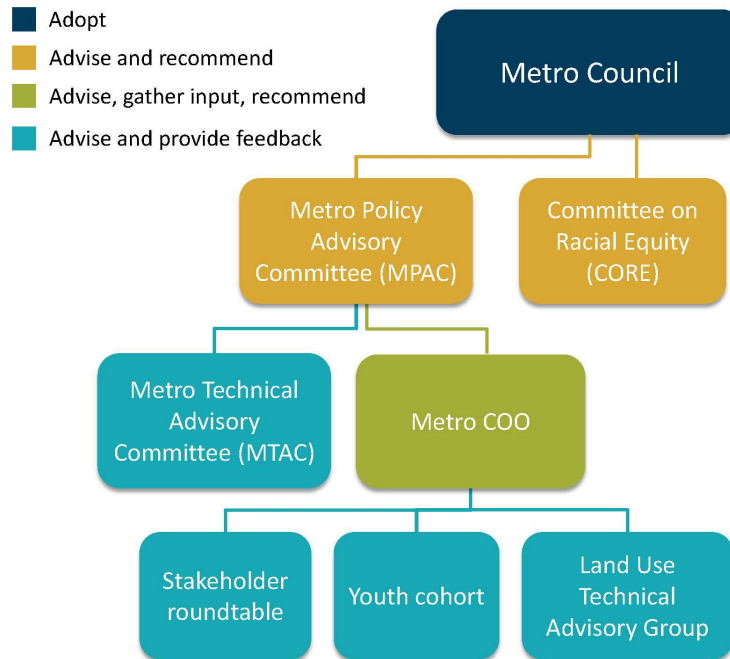 Adopt
Advise and recommend
Advise, gather input, recommend
Advise and provide feedback
Metro Council
Metro Policy
Advisory
Committee (MPAC)
Committee on
Racial Equity
(CORE)
Metro Technical
Advisory
Committee (MTAC)
Metro COO
Stakeholder
roundtable
Youth cohort
Land Use
Technical
Advisory Group